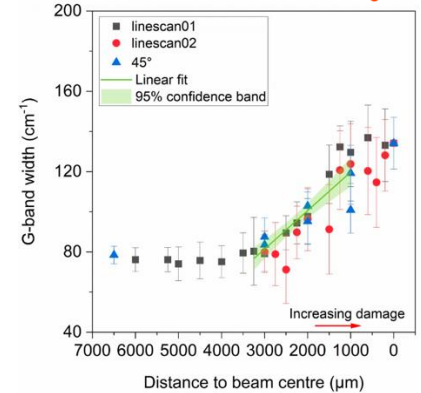 200
160
120
80
40
G-band width (cm⁻¹)
linescan01
linescan02
45°
Linear fit
95% confidence band
Increasing damage
7000 6000 5000 4000 3000 2000 1000 0
Distance to beam centre (μm)